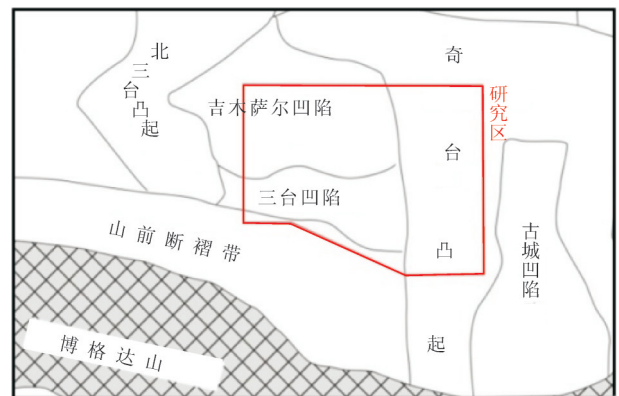 北三台凸起
奇台凸起
吉木萨尔凹陷
研究区
三台凹陷
古城凹陷
山前断褶带
博格达山